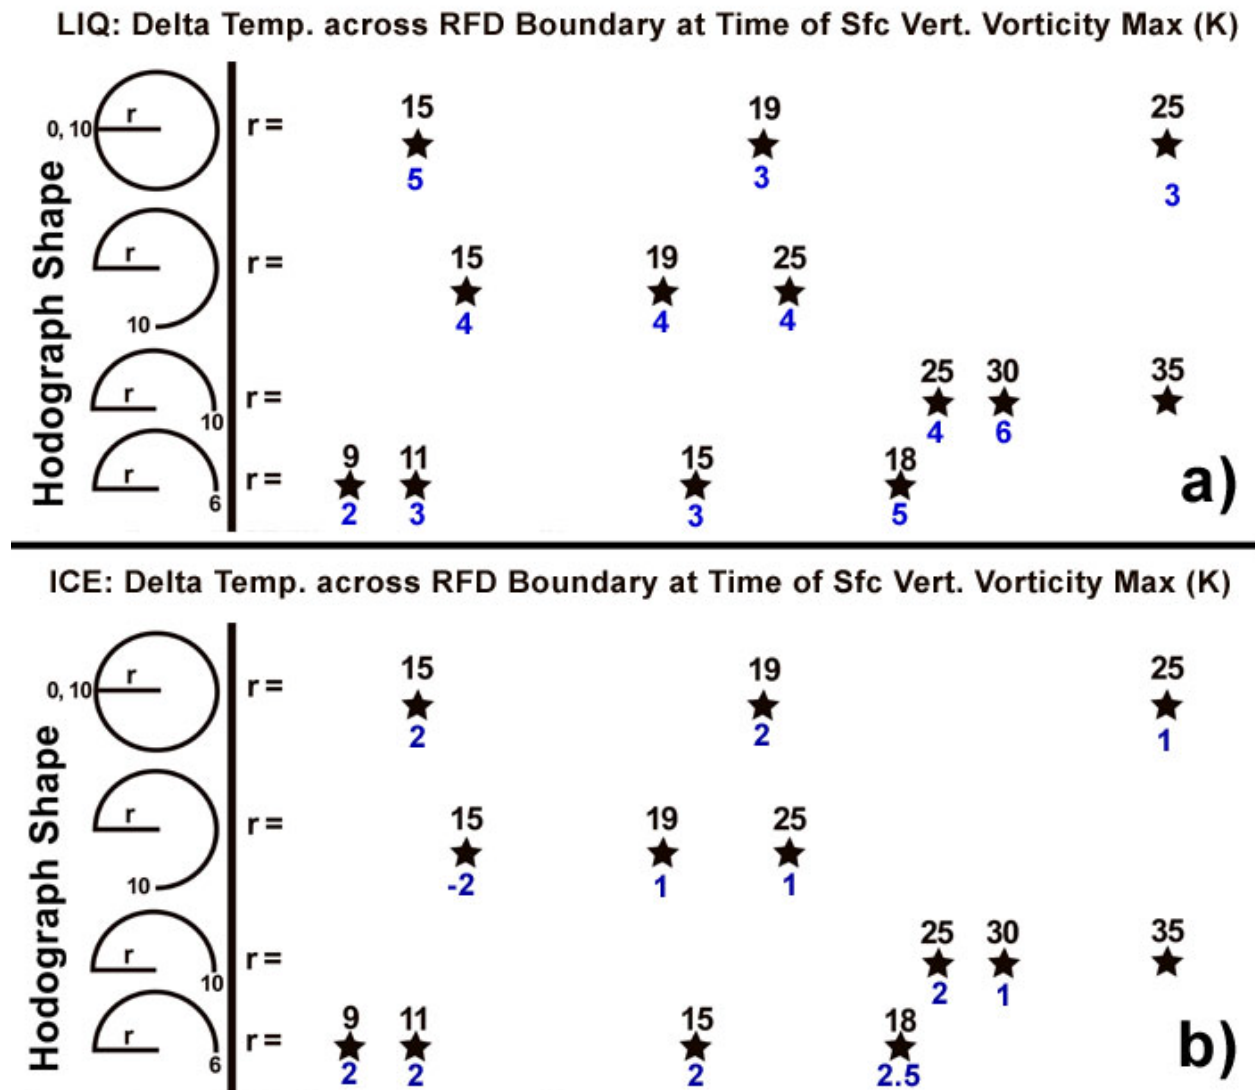 LIQ: Delta Temp. across RFD Boundary at Time of Sfc Vert. Vorticity Max (K)
Hodograph Shape
0, 10 r r = 15 19 25
5 3 3
r r = 15 19 25
10 4 4 4
r r = 25 30 35
10 4 6
r r = 9 11 15 18
6 2 3 3 5
a)
ICE: Delta Temp. across RFD Boundary at Time of Sfc Vert. Vorticity Max (K)
Hodograph Shape
0, 10 r r = 15 19 25
2 2 1
r r = 15 19 25
10 -2 1 1
r r = 25 30 35
10 2 1
r r = 9 11 15 18
6 2 2 2 2.5
b)